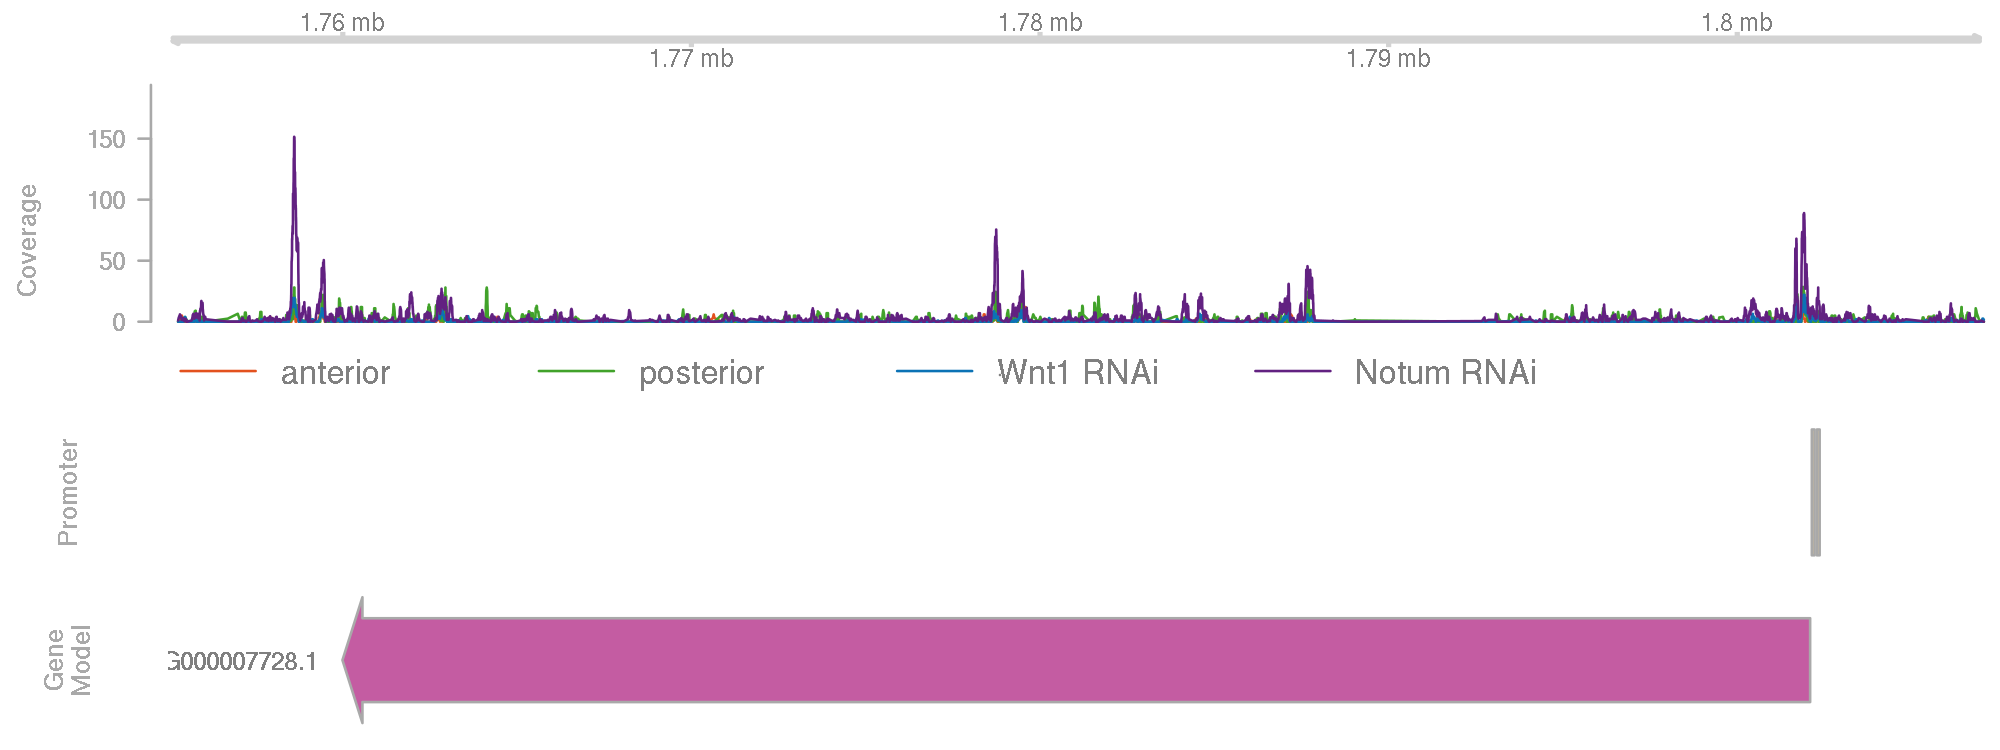 1.76 mb
1.78 mb
1.8 mb
1.77 mb
1.79 mb
Coverage
150
100
50
0
anterior
posterior
Wnt1 RNAi
Notum RNAi
Promoter
Gene
Model
G000007728.1